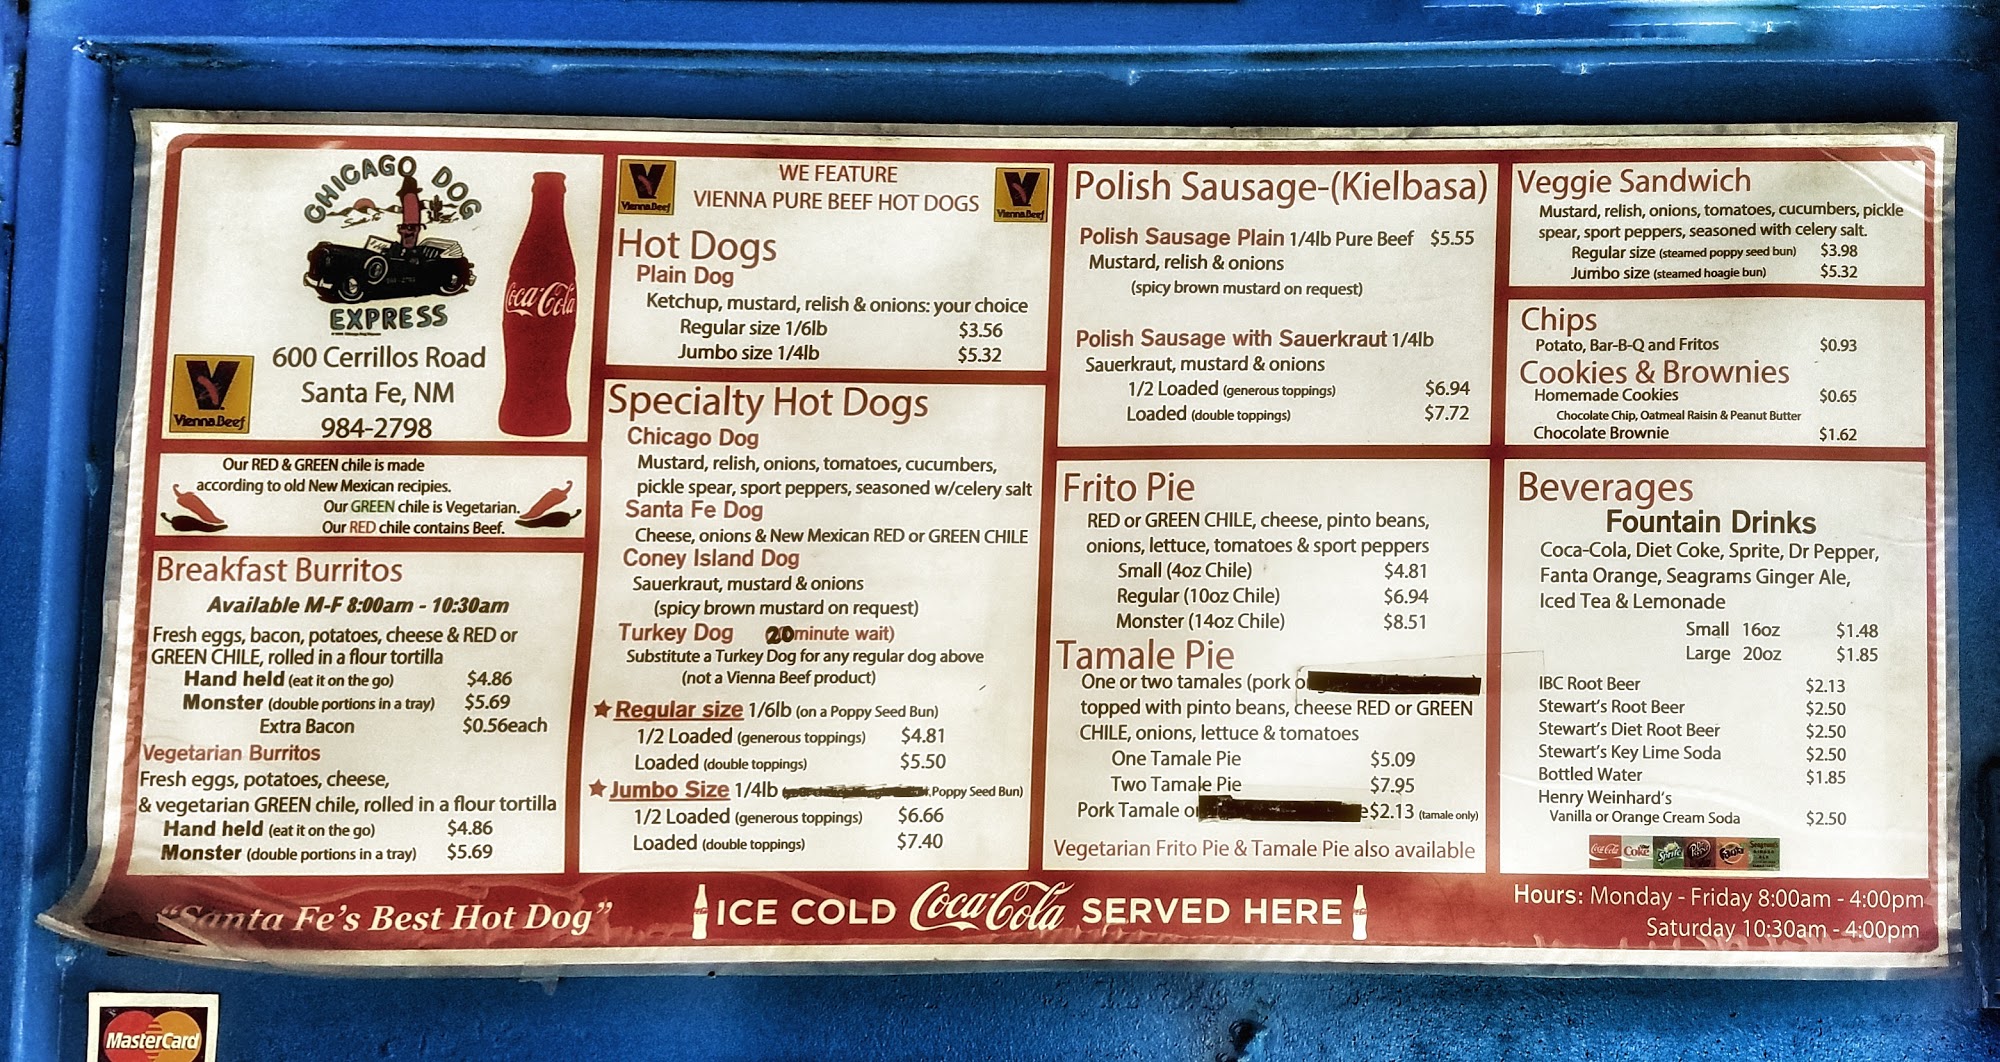 CHICAGO DOG
EXPRESS
Coca-Cola
600 Cerrillos Road
Santa Fe, NM
984-2798
Vienna Beef
Our RED & GREEN chile is made
according to old New Mexican recipies.
Our GREEN chile is Vegetarian.
Our RED chile contains Beef.
Breakfast Burritos
Available M-F 8:00am - 10:30am
Fresh eggs, bacon, potatoes, cheese & RED or
GREEN CHILE, rolled in a flour tortilla
Hand held (eat it on the go) $4.86
Monster (double portions in a tray) $5.69
Extra Bacon $0.56each
Vegetarian Burritos
Fresh eggs, potatoes, cheese,
& vegetarian GREEN chile, rolled in a flour tortilla
Hand held (eat it on the go) $4.86
Monster (double portions in a tray) $5.69
Vienna Beef
WE FEATURE
VIENNA PURE BEEF HOT DOGS
Vienna Beef
Hot Dogs
Plain Dog
Ketchup, mustard, relish & onions: your choice
Regular size 1/6lb $3.56
Jumbo size 1/4lb $5.32
Specialty Hot Dogs
Chicago Dog
Mustard, relish, onions, tomatoes, cucumbers,
pickle spear, sport peppers, seasoned w/celery salt
Santa Fe Dog
Cheese, onions & New Mexican RED or GREEN CHILE
Coney Island Dog
Sauerkraut, mustard & onions
(spicy brown mustard on request)
Turkey Dog 20 minute wait)
Substitute a Turkey Dog for any regular dog above
(not a Vienna Beef product)
Regular size 1/6lb (on a Poppy Seed Bun)
1/2 Loaded (generous toppings) $4.81
Loaded (double toppings) $5.50
Jumbo Size 1/4lb Poppy Seed Bun)
1/2 Loaded (generous toppings) $6.66
Loaded (double toppings) $7.40
Polish Sausage-(Kielbasa)
Polish Sausage Plain 1/4lb Pure Beef $5.55
Mustard, relish & onions
(spicy brown mustard on request)
Polish Sausage with Sauerkraut 1/4lb
Sauerkraut, mustard & onions
1/2 Loaded (generous toppings) $6.94
Loaded (double toppings) $7.72
Frito Pie
RED or GREEN CHILE, cheese, pinto beans,
onions, lettuce, tomatoes & sport peppers
Small (4oz Chile) $4.81
Regular (10oz Chile) $6.94
Monster (14oz Chile) $8.51
Tamale Pie
One or two tamales (pork
topped with pinto beans, cheese RED or GREEN
CHILE, onions, lettuce & tomatoes
One Tamale Pie $5.09
Two Tamale Pie $7.95
Pork Tamale $2.13 (tamale only)
Vegetarian Frito Pie & Tamale Pie also available
Veggie Sandwich
Mustard, relish, onions, tomatoes, cucumbers, pickle
spear, sport peppers, seasoned with celery salt.
Regular size (steamed poppy seed bun) $3.98
Jumbo size (steamed hoagie bun) $5.32
Chips
Potato, Bar-B-Q and Fritos $0.93
Cookies & Brownies
Homemade Cookies $0.65
Chocolate Chip, Oatmeal Raisin & Peanut Butter
Chocolate Brownie $1.62
Beverages
Fountain Drinks
Coca-Cola, Diet Coke, Sprite, Dr Pepper,
Fanta Orange, Seagrams Ginger Ale,
Iced Tea & Lemonade
Small 16oz $1.48
Large 20oz $1.85
IBC Root Beer $2.13
Stewart's Root Beer $2.50
Stewart's Diet Root Beer $2.50
Stewart's Key Lime Soda $2.50
Bottled Water $1.85
Henry Weinhard's
Vanilla or Orange Cream Soda $2.50
Coca-Cola Coke Sprite Dr Pepper Fanta Seagram's
"Santa Fe's Best Hot Dog"
ICE COLD Coca-Cola SERVED HERE
Hours: Monday - Friday 8:00am - 4:00pm
Saturday 10:30am - 4:00pm
MasterCard